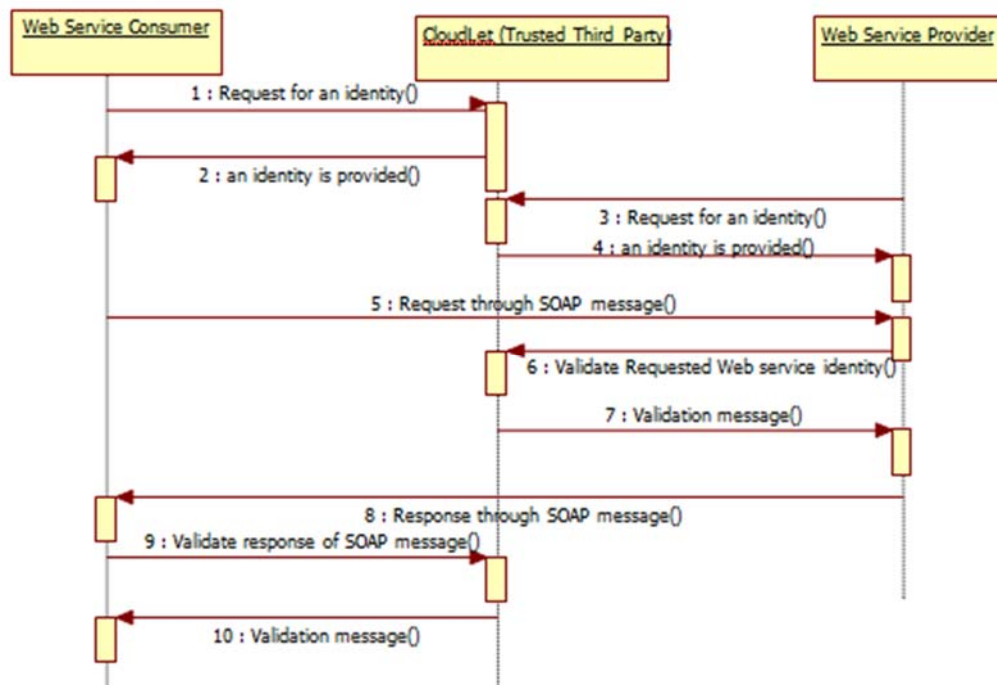 Web Service Consumer
CloudLet (Trusted Third Party)
Web Service Provider
1 : Request for an identity()
2 : an identity is provided()
3 : Request for an identity()
4 : an identity is provided()
5 : Request through SOAP message()
6 : Validate Requested Web service identity()
7 : Validation message()
8 : Response through SOAP message()
9 : Validate response of SOAP message()
10 : Validation message()